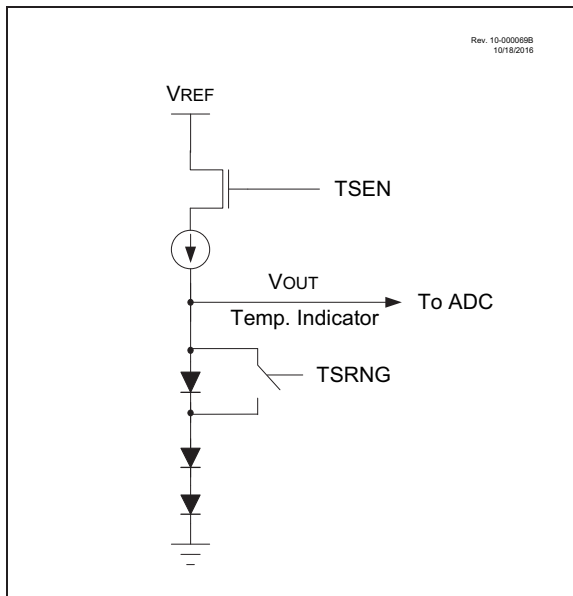 Rev. 10-000069B
10/18/2016
VREF
TSEN
VOUT
To ADC
Temp. Indicator
TSRNG